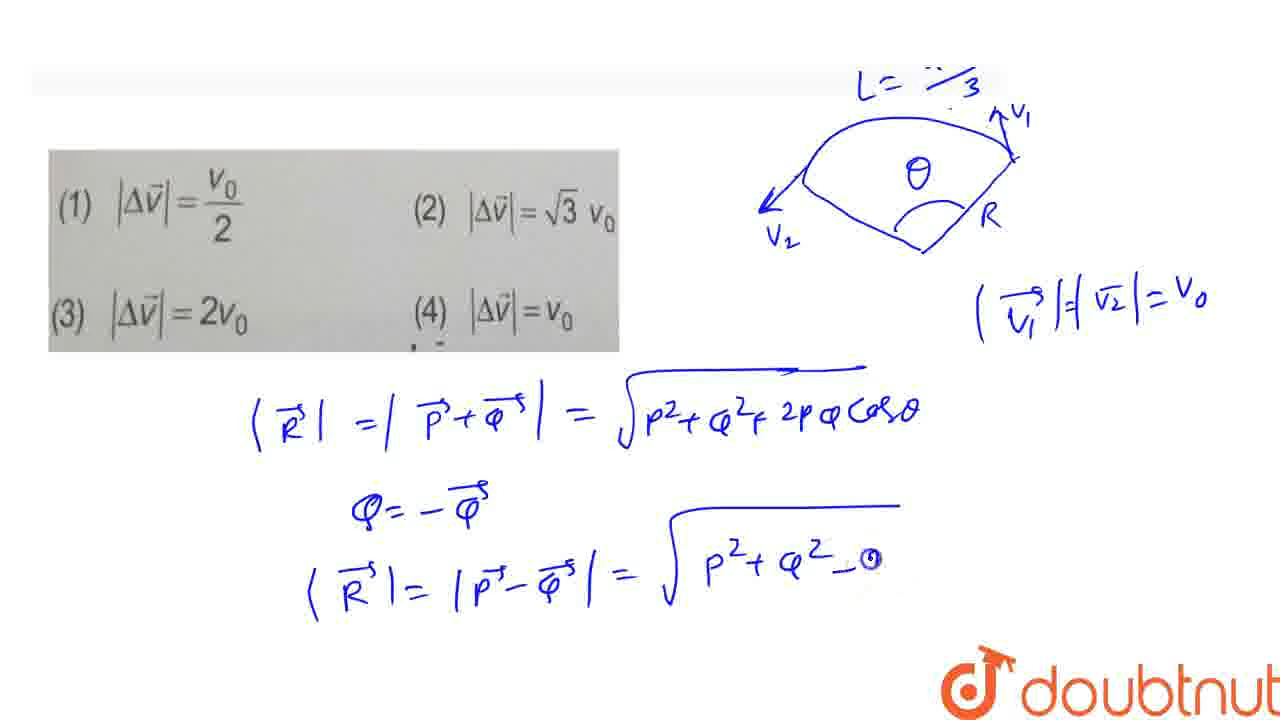 L = /3
V₁
θ
(1) |Δv⃗| = v₀/2 (2) |Δv⃗| = √3 v₀
R
V₂
(3) |Δv⃗| = 2v₀ (4) |Δv⃗| = v₀
|V₁⃗| = |V₂⃗| = V₀
|R⃗| = |P⃗ + Q⃗| = √P² + Q² + 2PQ Cosθ
Q = −Q⃗
|R⃗| = |P⃗ − Q⃗| = √P² + Q² −
doubtnut